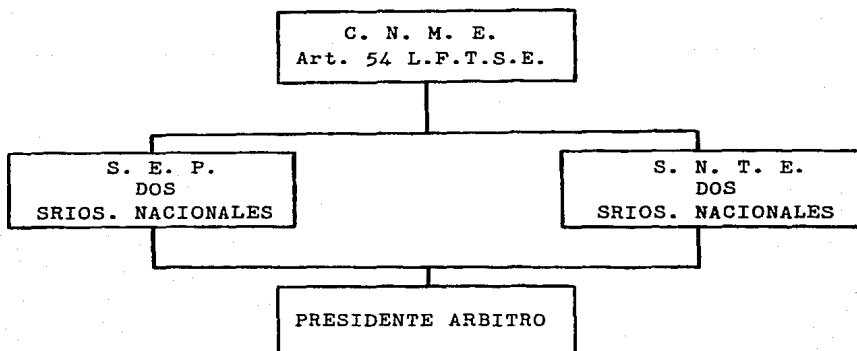 C. N. M. E.
Art. 54 L.F.T.S.E.
S. E. P.
DOS
SRIOS. NACIONALES
S. N. T. E.
DOS
SRIOS. NACIONALES
PRESIDENTE ARBITRO